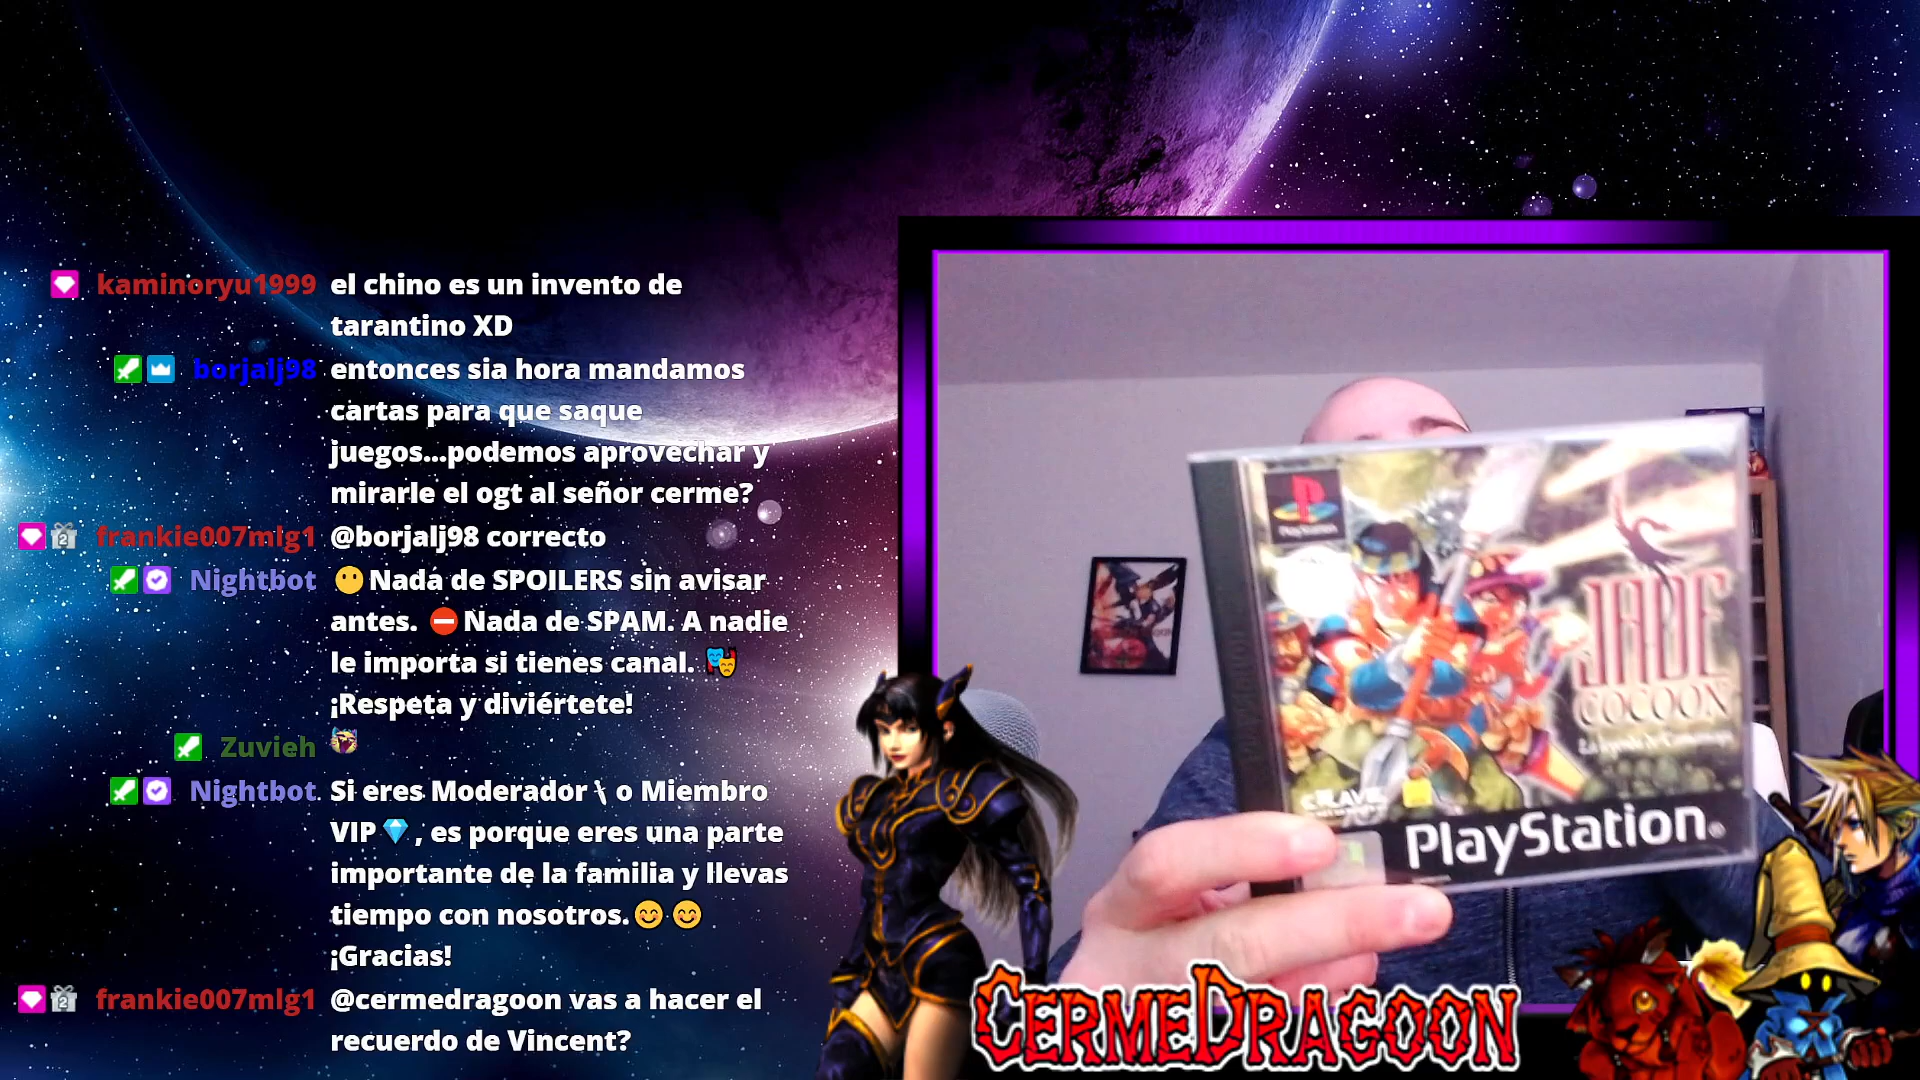 kaminoryu1999 el chino es un invento de
tarantino XD
borjalj98 entonces sia hora mandamos
cartas para que saque
juegos...podemos aprovechar y
mirarle el ogt al señor cerme?
frankie007mlg1 @borjalj98 correcto
Nightbot 😶Nada de SPOILERS sin avisar
antes. ⛔Nada de SPAM. A nadie
le importa si tienes canal. 🎭
¡Respeta y diviértete!
Zuvieh
Nightbot Si eres Moderador o Miembro
VIP💎, es porque eres una parte
importante de la familia y llevas
tiempo con nosotros.😊😊
¡Gracias!
frankie007mlg1 @cermedragoon vas a hacer el
recuerdo de Vincent?
PlayStation
JADE
COCOON
CRAVE
PlayStation
CERMEDRAGOON